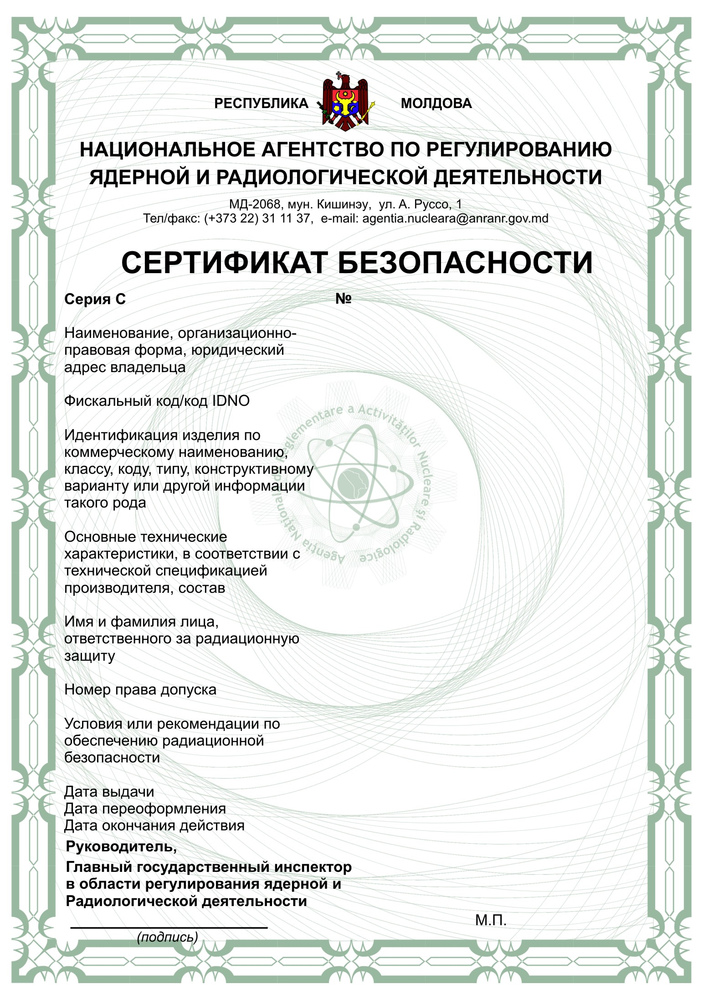 РЕСПУБЛИКА МОЛДОВА
НАЦИОНАЛЬНОЕ АГЕНТСТВО ПО РЕГУЛИРОВАНИЮ
ЯДЕРНОЙ И РАДИОЛОГИЧЕСКОЙ ДЕЯТЕЛЬНОСТИ
МД-2068, мун. Кишинэу, ул. А. Руссо, 1
Тел/факс: (+373 22) 31 11 37, e-mail: agentia.nucleara@anranr.gov.md
СЕРТИФИКАТ БЕЗОПАСНОСТИ
Серия С №
Наименование, организационно-
правовая форма, юридический
адрес владельца
Фискальный код/код IDNO
Идентификация изделия по
коммерческому наименованию,
классу, коду, типу, конструктивному
варианту или другой информации
такого рода
Основные технические
характеристики, в соответствии с
технической спецификацией
производителя, состав
Имя и фамилия лица,
ответственного за радиационную
защиту
Номер права допуска
Условия или рекомендации по
обеспечению радиационной
безопасности
Дата выдачи
Дата переоформления
Дата окончания действия
Руководитель,
Главный государственный инспектор
в области регулирования ядерной и
Радиологической деятельности
М.П.
(подпись)
Agenția Națională de Reglementare a Activităților Nucleare și Radiologice